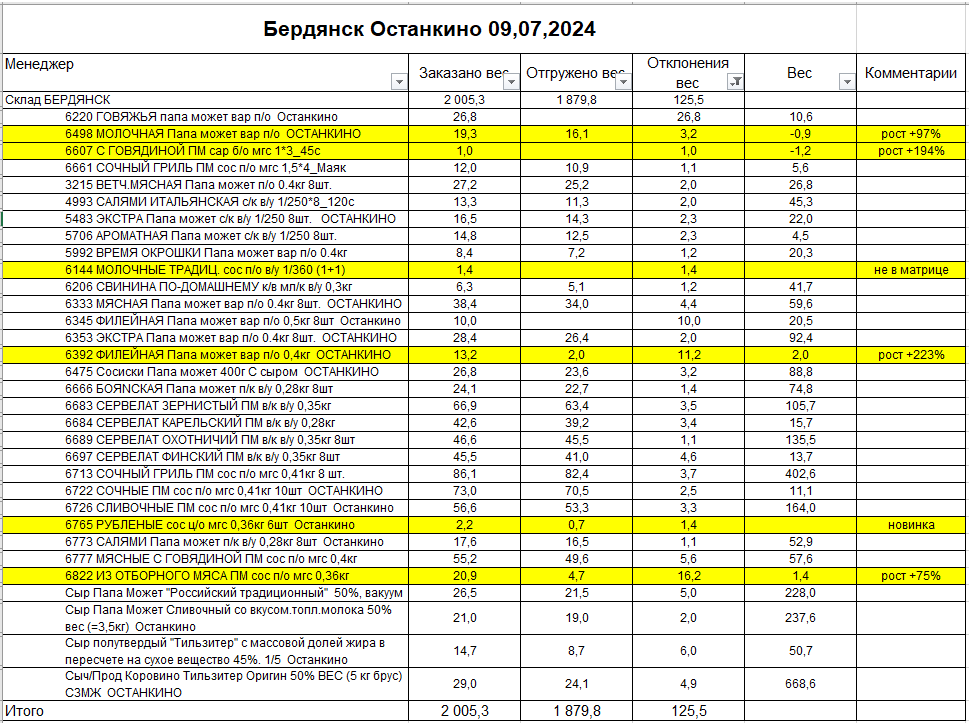 Бердянск Останкино 09,07,2024
Менеджер Заказано вес Отгружено вес Отклонения вес Вес Комментарии
Склад БЕРДЯНСК 2 005,3 1 879,8 125,5
6220 ГОВЯЖЬЯ папа может вар п/о Останкино 26,8 26,8 10,6
6498 МОЛОЧНАЯ Папа может вар п/о ОСТАНКИНО 19,3 16,1 3,2 -0,9 рост +97%
6607 С ГОВЯДИНОЙ ПМ сар б/о мгс 1*3_45с 1,0 1,0 -1,2 рост +194%
6661 СОЧНЫЙ ГРИЛЬ ПМ сос п/о мгс 1,5*4_Маяк 12,0 10,9 1,1 5,6
3215 ВЕТЧ.МЯСНАЯ Папа может п/о 0.4кг 8шт. 27,2 25,2 2,0 26,8
4993 САЛЯМИ ИТАЛЬЯНСКАЯ с/к в/у 1/250*8_120с 13,3 11,3 2,0 45,3
5483 ЭКСТРА Папа может с/к в/у 1/250 8шт. ОСТАНКИНО 16,5 14,3 2,3 22,0
5706 АРОМАТНАЯ Папа может с/к в/у 1/250 8шт. 14,8 12,5 2,3 4,5
5992 ВРЕМЯ ОКРОШКИ Папа может вар п/о 0.4кг 8,4 7,2 1,2 20,3
6144 МОЛОЧНЫЕ ТРАДИЦ. сос п/о в/у 1/360 (1+1) 1,4 1,4 не в матрице
6206 СВИНИНА ПО-ДОМАШНЕМУ к/в мл/к в/у 0,3кг 6,3 5,1 1,2 41,7
6333 МЯСНАЯ Папа может вар п/о 0.4кг 8шт. ОСТАНКИНО 38,4 34,0 4,4 59,6
6345 ФИЛЕЙНАЯ Папа может вар п/о 0,5кг 8шт Останкино 10,0 10,0 20,5
6353 ЭКСТРА Папа может вар п/о 0.4кг 8шт. ОСТАНКИНО 28,4 26,4 2,0 92,4
6392 ФИЛЕЙНАЯ Папа может вар п/о 0,4кг ОСТАНКИНО 13,2 2,0 11,2 2,0 рост +223%
6475 Сосиски Папа может 400г С сыром ОСТАНКИНО 26,8 23,6 3,2 88,8
6666 БОЯNСКАЯ Папа может п/к в/у 0,28кг 8шт 24,1 22,7 1,4 74,8
6683 СЕРВЕЛАТ ЗЕРНИСТЫЙ ПМ в/к в/у 0,35кг 66,9 63,4 3,5 105,7
6684 СЕРВЕЛАТ КАРЕЛЬСКИЙ ПМ в/к в/у 0,28кг 42,6 39,2 3,4 15,7
6689 СЕРВЕЛАТ ОХОТНИЧИЙ ПМ в/к в/у 0,35кг 8шт 46,6 45,5 1,1 135,5
6697 СЕРВЕЛАТ ФИНСКИЙ ПМ в/к в/у 0,35кг 8шт 45,5 41,0 4,6 13,7
6713 СОЧНЫЙ ГРИЛЬ ПМ сос п/о мгс 0,41кг 8 шт. 86,1 82,4 3,7 402,6
6722 СОЧНЫЕ ПМ сос п/о мгс 0,41кг 10шт ОСТАНКИНО 73,0 70,5 2,5 11,1
6726 СЛИВОЧНЫЕ ПМ сос п/о мгс 0,41кг 10шт Останкино 56,6 53,3 3,3 164,0
6765 РУБЛЕНЫЕ сос ц/о мгс 0,36кг 6шт Останкино 2,2 0,7 1,4 новинка
6773 САЛЯМИ Папа может п/к в/у 0,28кг 8шт Останкино 17,6 16,5 1,1 52,9
6777 МЯСНЫЕ С ГОВЯДИНОЙ ПМ сос п/о мгс 0,4кг 55,2 49,6 5,6 57,6
6822 ИЗ ОТБОРНОГО МЯСА ПМ сос п/о мгс 0,36кг 20,9 4,7 16,2 1,4 рост +75%
Сыр Папа Может "Российский традиционный" 50%, вакуум 26,5 21,5 5,0 228,0
Сыр Папа Может Сливочный со вкусом.топл.молока 50%
вес (=3,5кг) Останкино 21,0 19,0 2,0 237,6
Сыр полутвердый "Тильзитер" с массовой долей жира в
пересчете на сухое вещество 45%. 1/5 Останкино 14,7 8,7 6,0 50,7
Сыч/Прод Коровино Тильзитер Оригин 50% ВЕС (5 кг брус)
СЗМЖ ОСТАНКИНО 29,0 24,1 4,9 668,6
Итого 2 005,3 1 879,8 125,5